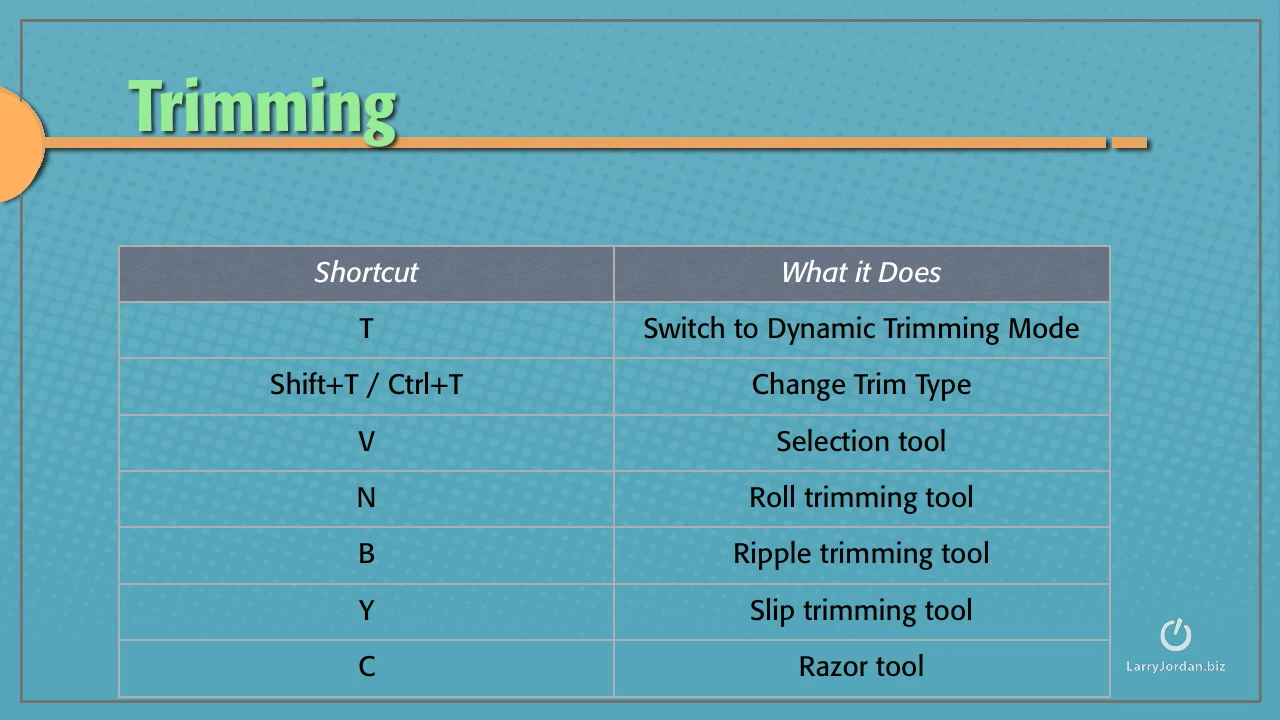 Trimming
Shortcut What it Does
T Switch to Dynamic Trimming Mode
Shift+T / Ctrl+T Change Trim Type
V Selection tool
N Roll trimming tool
B Ripple trimming tool
Y Slip trimming tool
C Razor tool
LarryJordan.biz